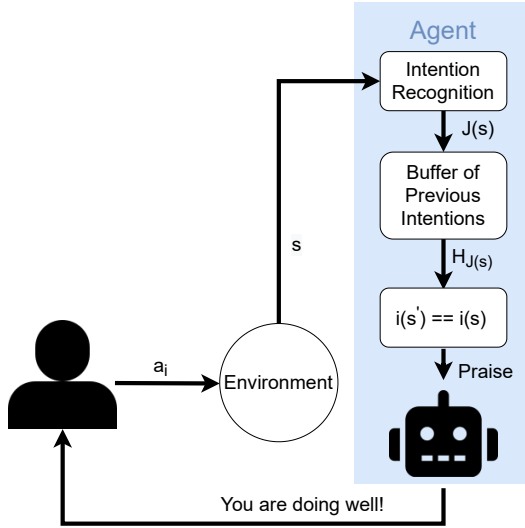 Agent
Intention
Recognition
J(s)
Buffer of
Previous
Intentions
H_J(s)
s
i(s') == i(s)
a_i
Environment
Praise
You are doing well!